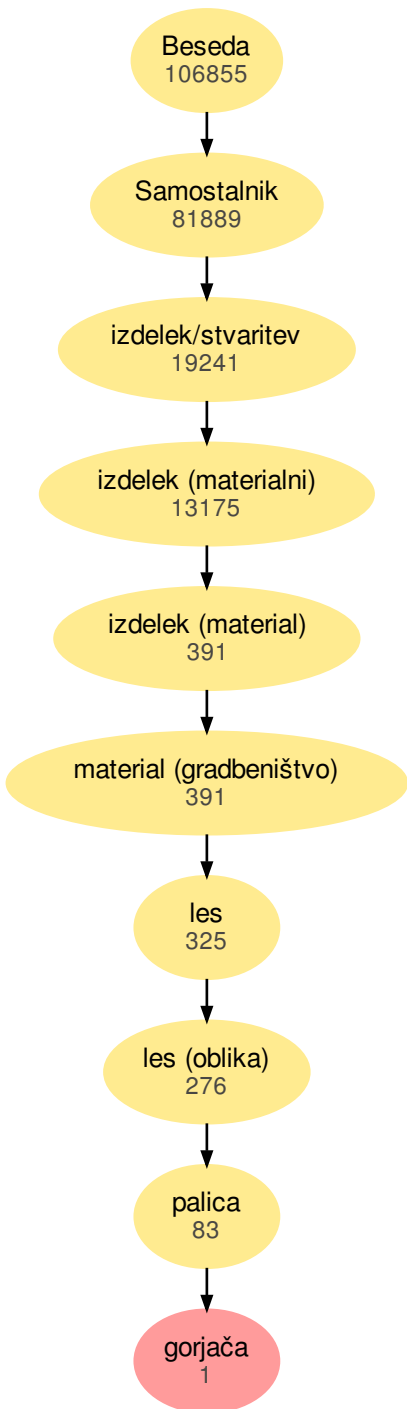 Beseda
106855
Samostalnik
81889
izdelek/stvaritev
19241
izdelek (materialni)
13175
izdelek (material)
391
material (gradbeništvo)
391
les
325
les (oblika)
276
palica
83
gorjača
1